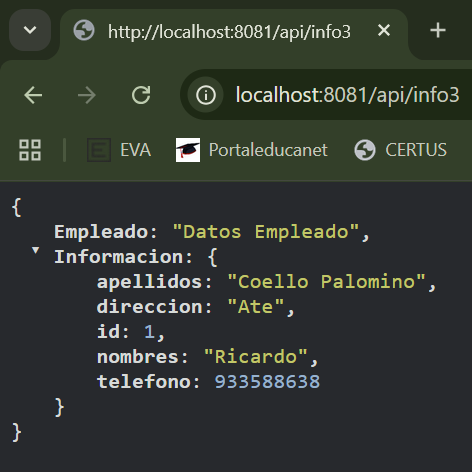 http://localhost:8081/api/info3
localhost:8081/api/info3
EVA Portaleducanet CERTUS
{
Empleado: "Datos Empleado",
Informacion: {
apellidos: "Coello Palomino",
direccion: "Ate",
id: 1,
nombres: "Ricardo",
telefono: 933588638
}
}